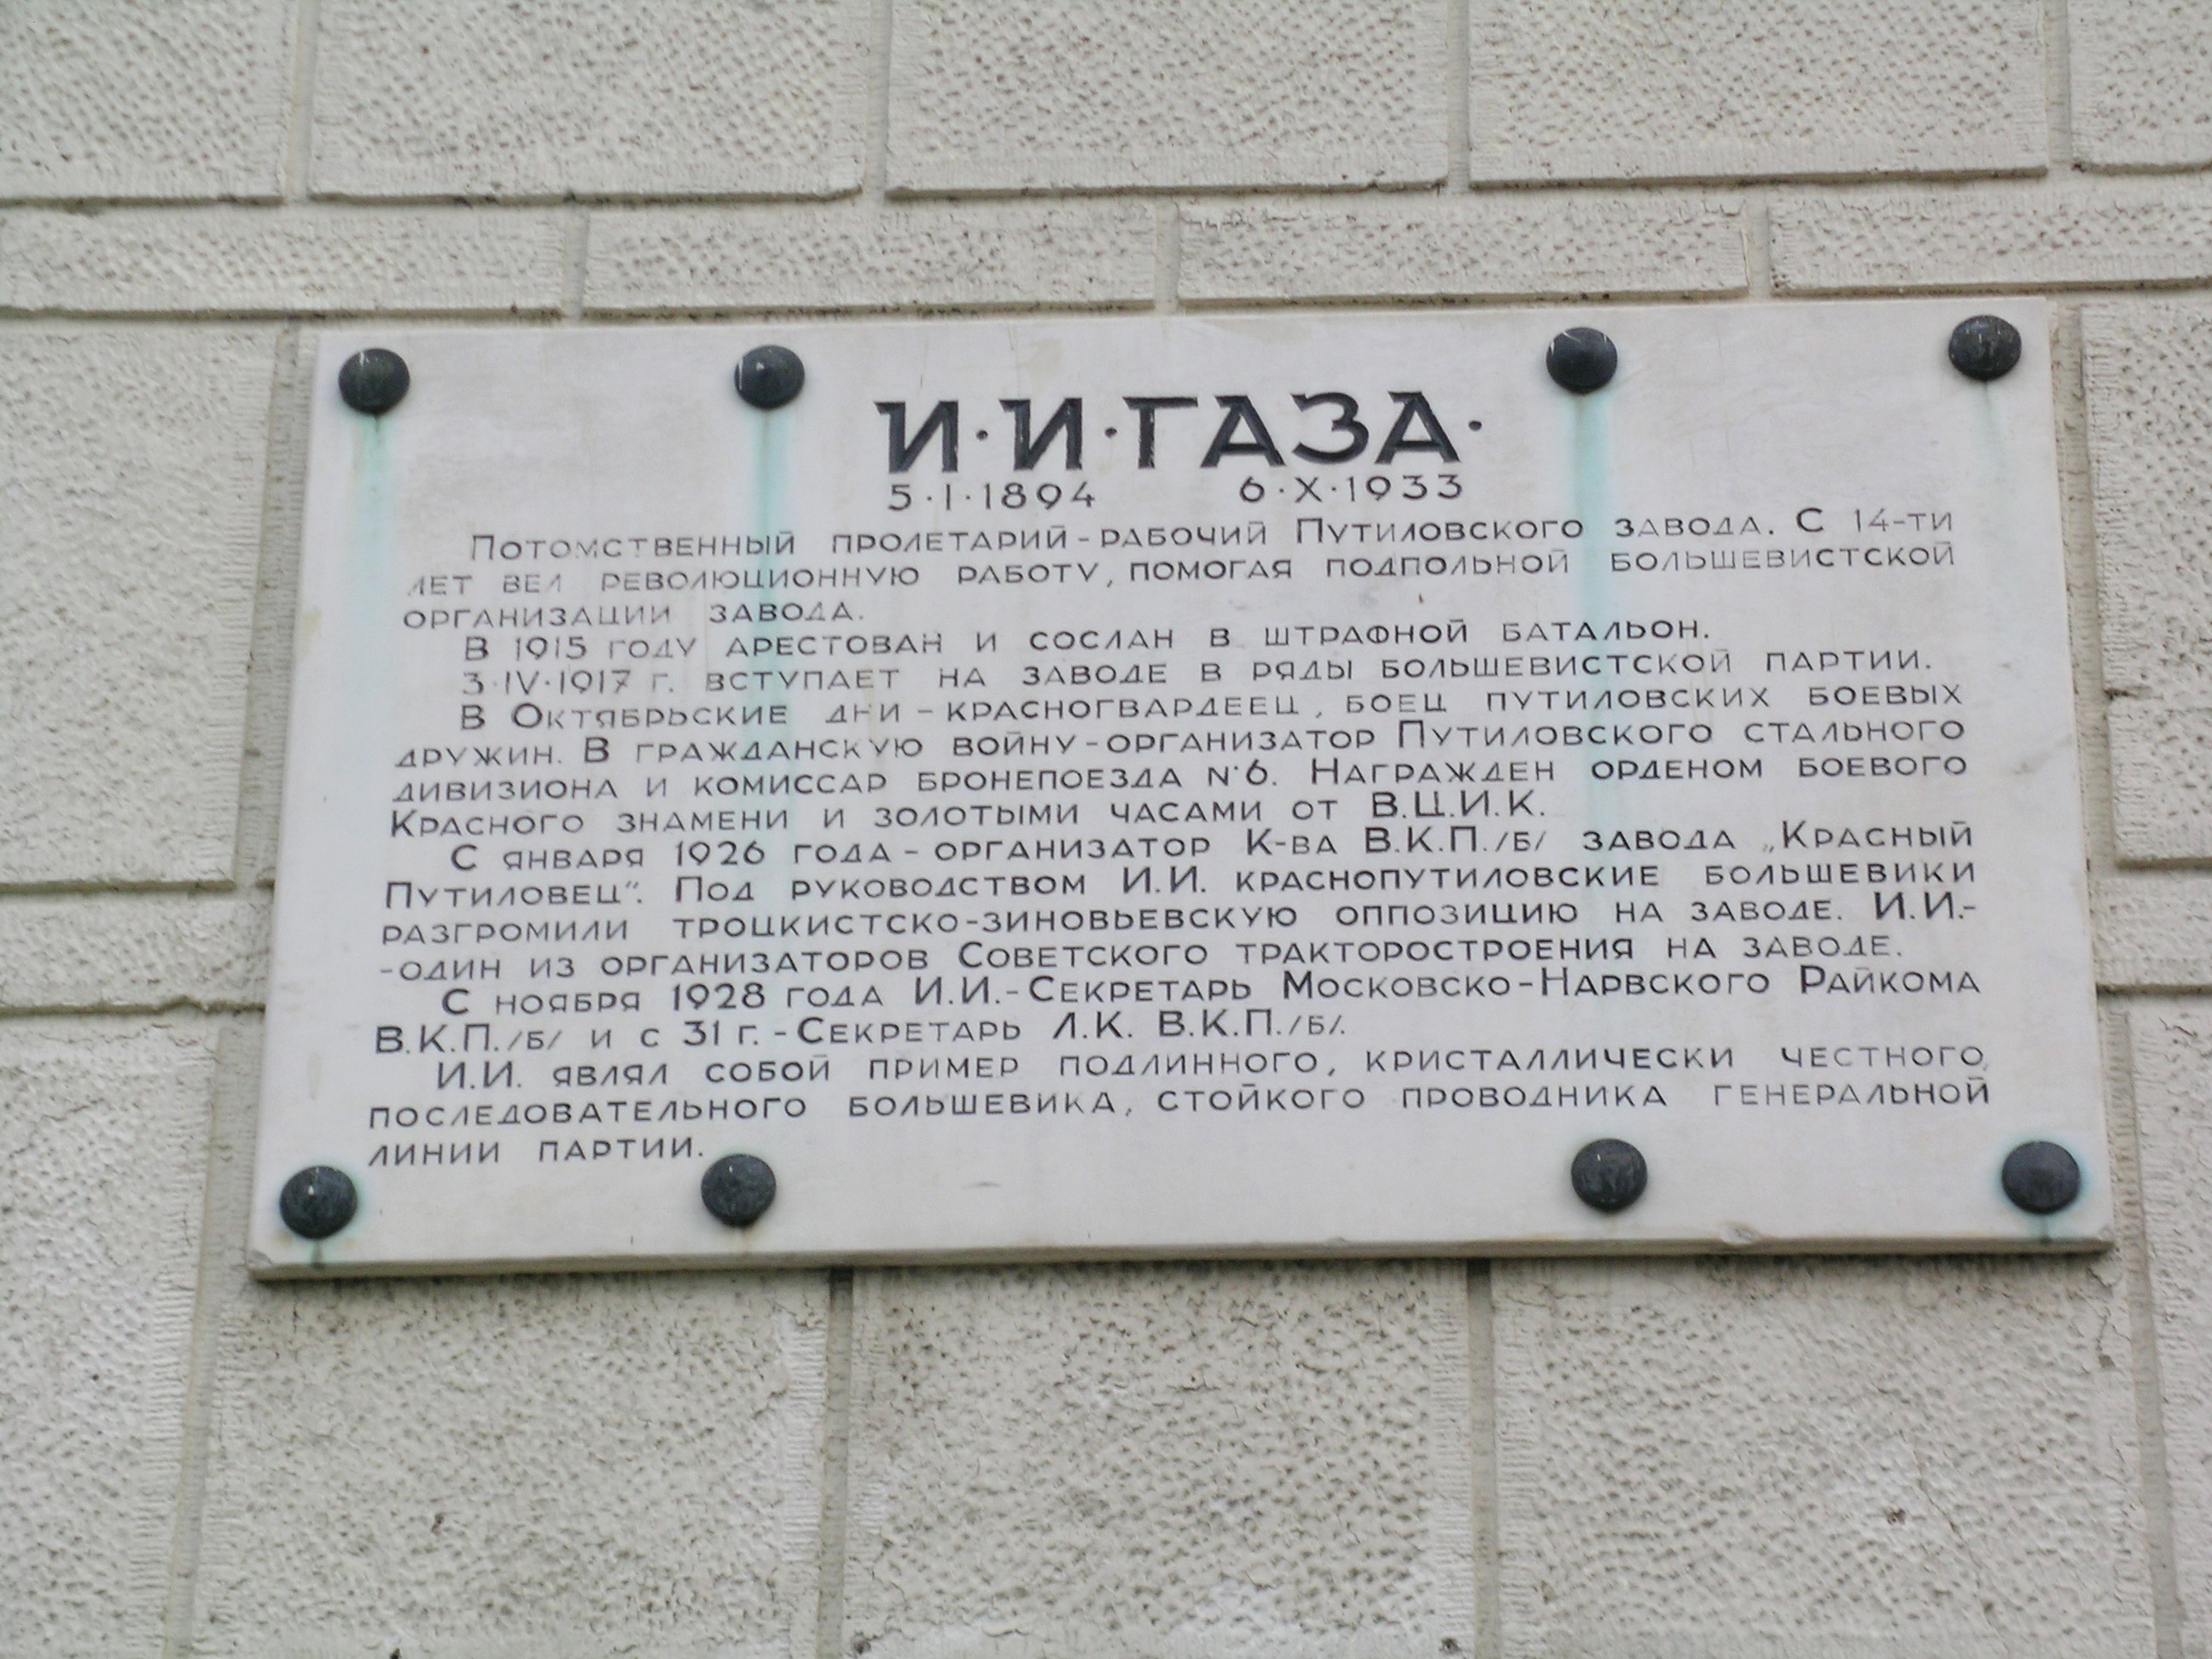 И·И·ГАЗА·
5·I·1894 6·X·1933
Потомственный пролетарий-рабочий Путиловского завода. С 14-ти
лет вел революционную работу, помогая подпольной большевистской
организации завода.
В 1915 году арестован и сослан в штрафной батальон.
3·IV·1917 г. вступает на заводе в ряды большевистской партии.
В Октябрьские дни – красногвардеец, боец путиловских боевых
дружин. В гражданскую войну-организатор Путиловского стального
дивизиона и комиссар бронепоезда №6. Награжден орденом боевого
Красного знамени и золотыми часами от В.Ц.И.К.
С января 1926 года – организатор К-ва В.К.П./б/ завода „Красный
Путиловец“. Под руководством И.И. краснопутиловские большевики
разгромили троцкистско-зиновьевскую оппозицию на заводе. И.И.-
-один из организаторов Советского тракторостроения на заводе.
С ноября 1928 года И.И.-Секретарь Московско-Нарвского Райкома
В.К.П./б/ и с 31 г. - Секретарь Л.К. В.К.П./б/.
И.И. являл собой пример подлинного, кристаллически честного,
последовательного большевика, стойкого проводника генеральной
линии партии.